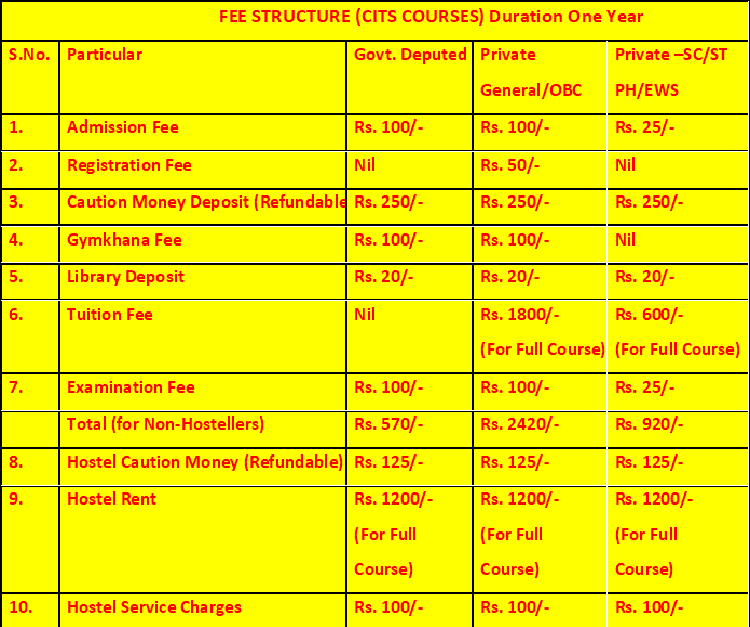 FEE STRUCTURE (CITS COURSES) Duration One Year
S.No. Particular Govt. Deputed Private General/OBC Private –SC/ST PH/EWS
1. Admission Fee Rs. 100/- Rs. 100/- Rs. 25/-
2. Registration Fee Nil Rs. 50/- Nil
3. Caution Money Deposit (Refundable Rs. 250/- Rs. 250/- Rs. 250/-
4. Gymkhana Fee Rs. 100/- Rs. 100/- Nil
5. Library Deposit Rs. 20/- Rs. 20/- Rs. 20/-
6. Tuition Fee Nil Rs. 1800/- (For Full Course) Rs. 600/- (For Full Course)
7. Examination Fee Rs. 100/- Rs. 100/- Rs. 25/-
Total (for Non-Hostellers) Rs. 570/- Rs. 2420/- Rs. 920/-
8. Hostel Caution Money (Refundable) Rs. 125/- Rs. 125/- Rs. 125/-
9. Hostel Rent Rs. 1200/- (For Full Course) Rs. 1200/- (For Full Course) Rs. 1200/- (For Full Course)
10. Hostel Service Charges Rs. 100/- Rs. 100/- Rs. 100/-